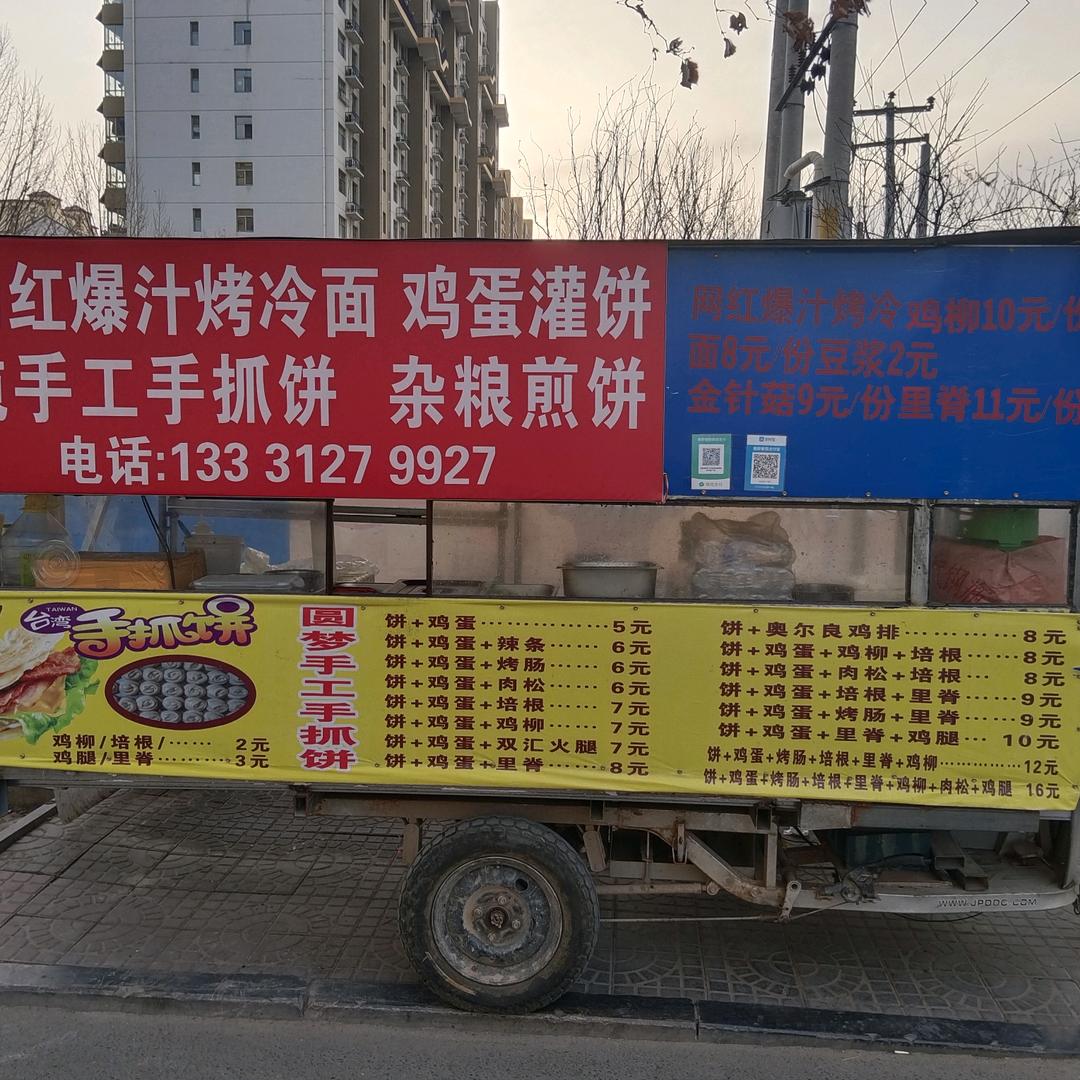 红爆汁烤冷面 鸡蛋灌饼
手工手抓饼 杂粮煎饼
电话:133 3127 9927
网红爆汁烤冷鸡柳10元/份
面8元/份豆浆2元
金针菇9元/份里脊11元/份
台湾 TAIWAN
手抓饼
鸡柳/培根/…… 2元
鸡腿/里脊……3元
圆梦手工手抓饼
饼+鸡蛋……………5元
饼+鸡蛋+辣条…… 6元
饼+鸡蛋+烤肠…… 6元
饼+鸡蛋+肉松…… 6元
饼+鸡蛋+培根…… 7元
饼+鸡蛋+鸡柳…… 7元
饼+鸡蛋+双汇火腿 7元
饼+鸡蛋+里脊……8元
饼+奥尔良鸡排…………8元
饼+鸡蛋+鸡柳+培根……8元
饼+鸡蛋+肉松+培根… 8元
饼+鸡蛋+培根+里脊……9元
饼+鸡蛋+烤肠+里脊……9元
饼+鸡蛋+里脊+鸡腿… 10元
饼+鸡蛋+烤肠+培根+里脊+鸡柳…………12元
饼+鸡蛋+烤肠+培根+里脊+鸡柳+肉松+鸡腿 16元
WWW.JPDDC.COM